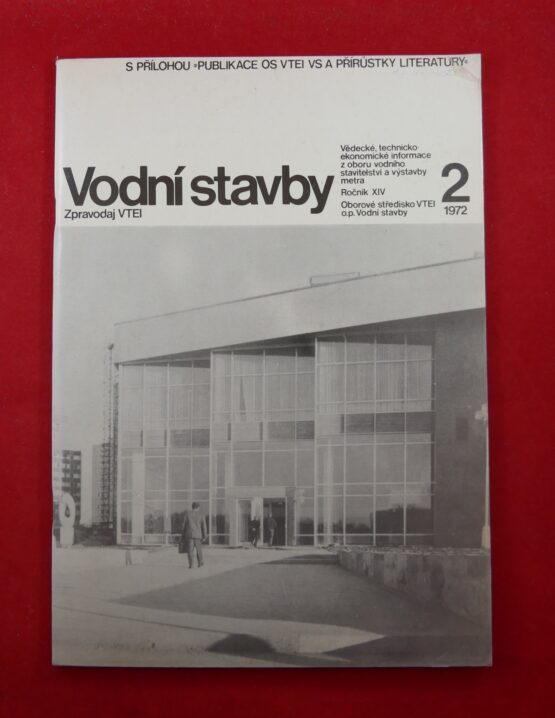 S PŘÍLOHOU »PUBLIKACE OS VTEI VS A PŘÍRŮSTKY LITERATURY«
Vědecké, technicko-
ekonomické informace
z oboru vodního
stavitelství a výstavby
metra
Ročník XIV
Oborové středisko VTEI
o.p. Vodní stavby
2
1972
Vodní stavby
Zpravodaj VTEI